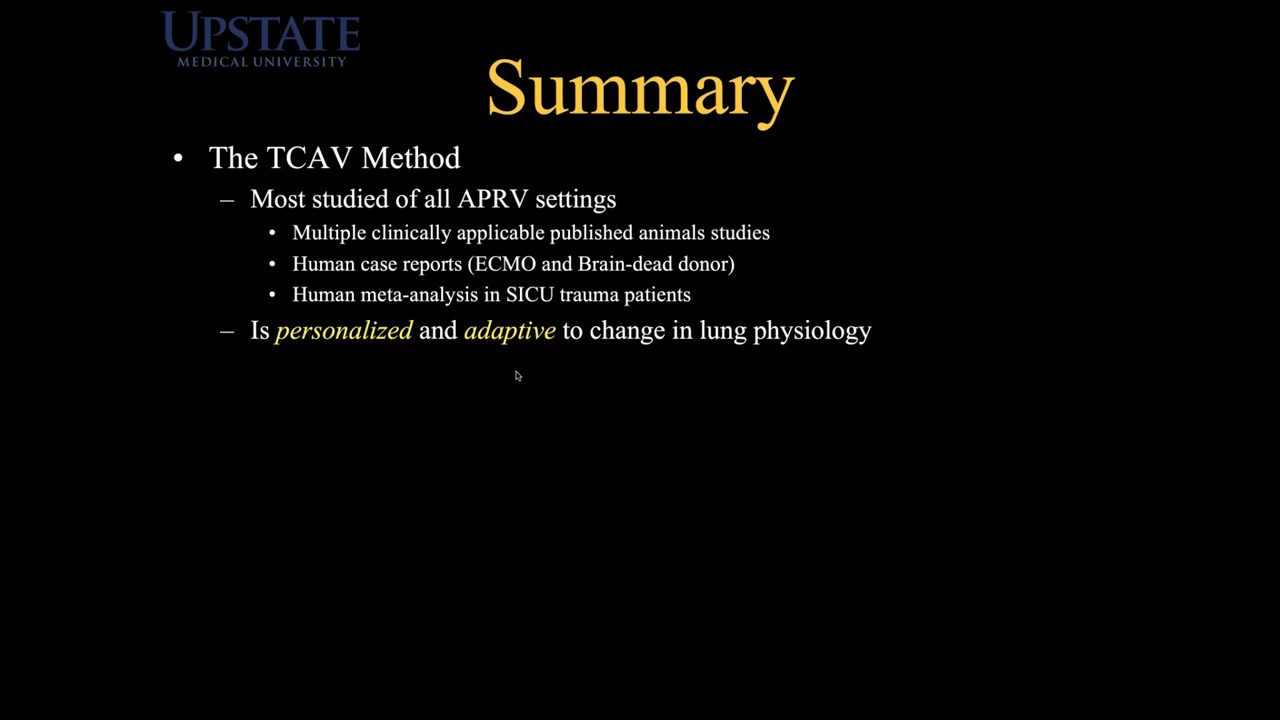 UPSTATE
MEDICAL UNIVERSITY
Summary
• The TCAV Method
– Most studied of all APRV settings
• Multiple clinically applicable published animals studies
• Human case reports (ECMO and Brain-dead donor)
• Human meta-analysis in SICU trauma patients
– Is personalized and adaptive to change in lung physiology